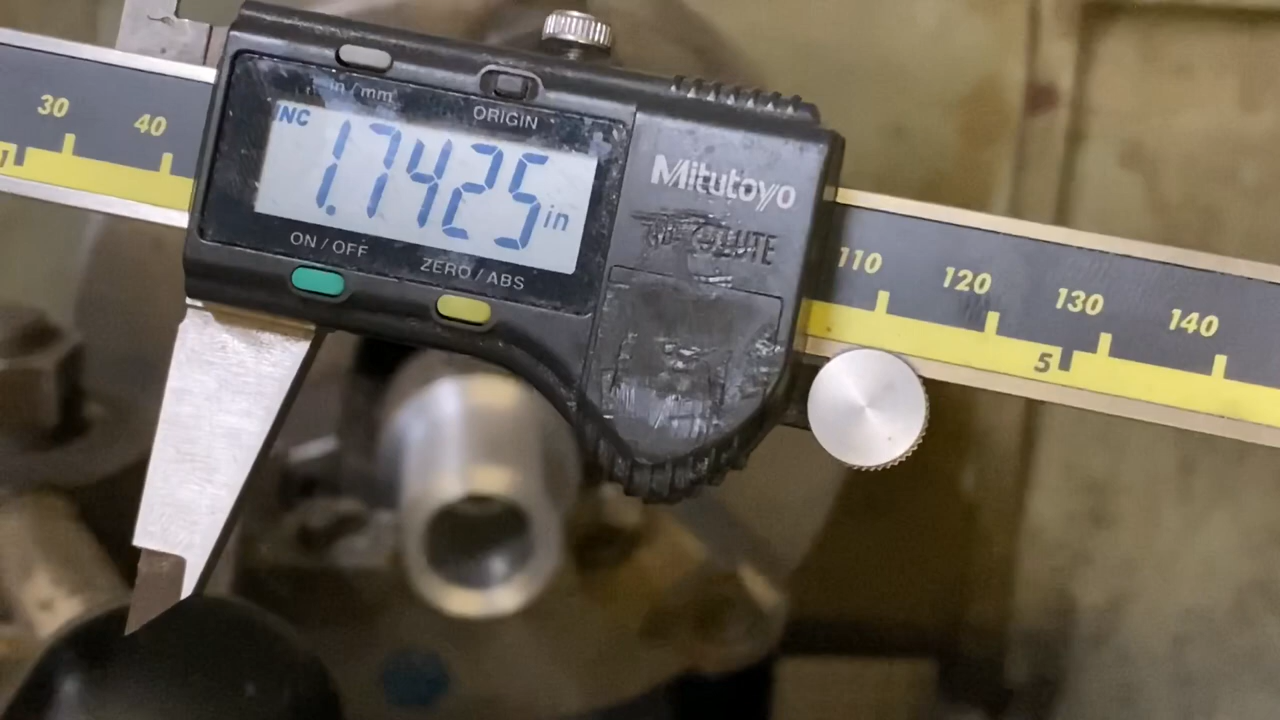 in/mm
ORIGIN
INC
1.7425 in
ON/OFF
ZERO/ABS
Mitutoyo
ABSOLUTE
30
40
110
120
130
140
5